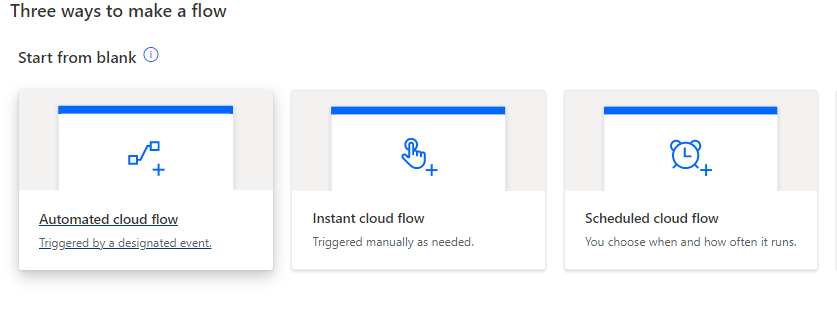 Three ways to make a flow
Start from blank
Automated cloud flow
Triggered by a designated event.
Instant cloud flow
Triggered manually as needed.
Scheduled cloud flow
You choose when and how often it runs.